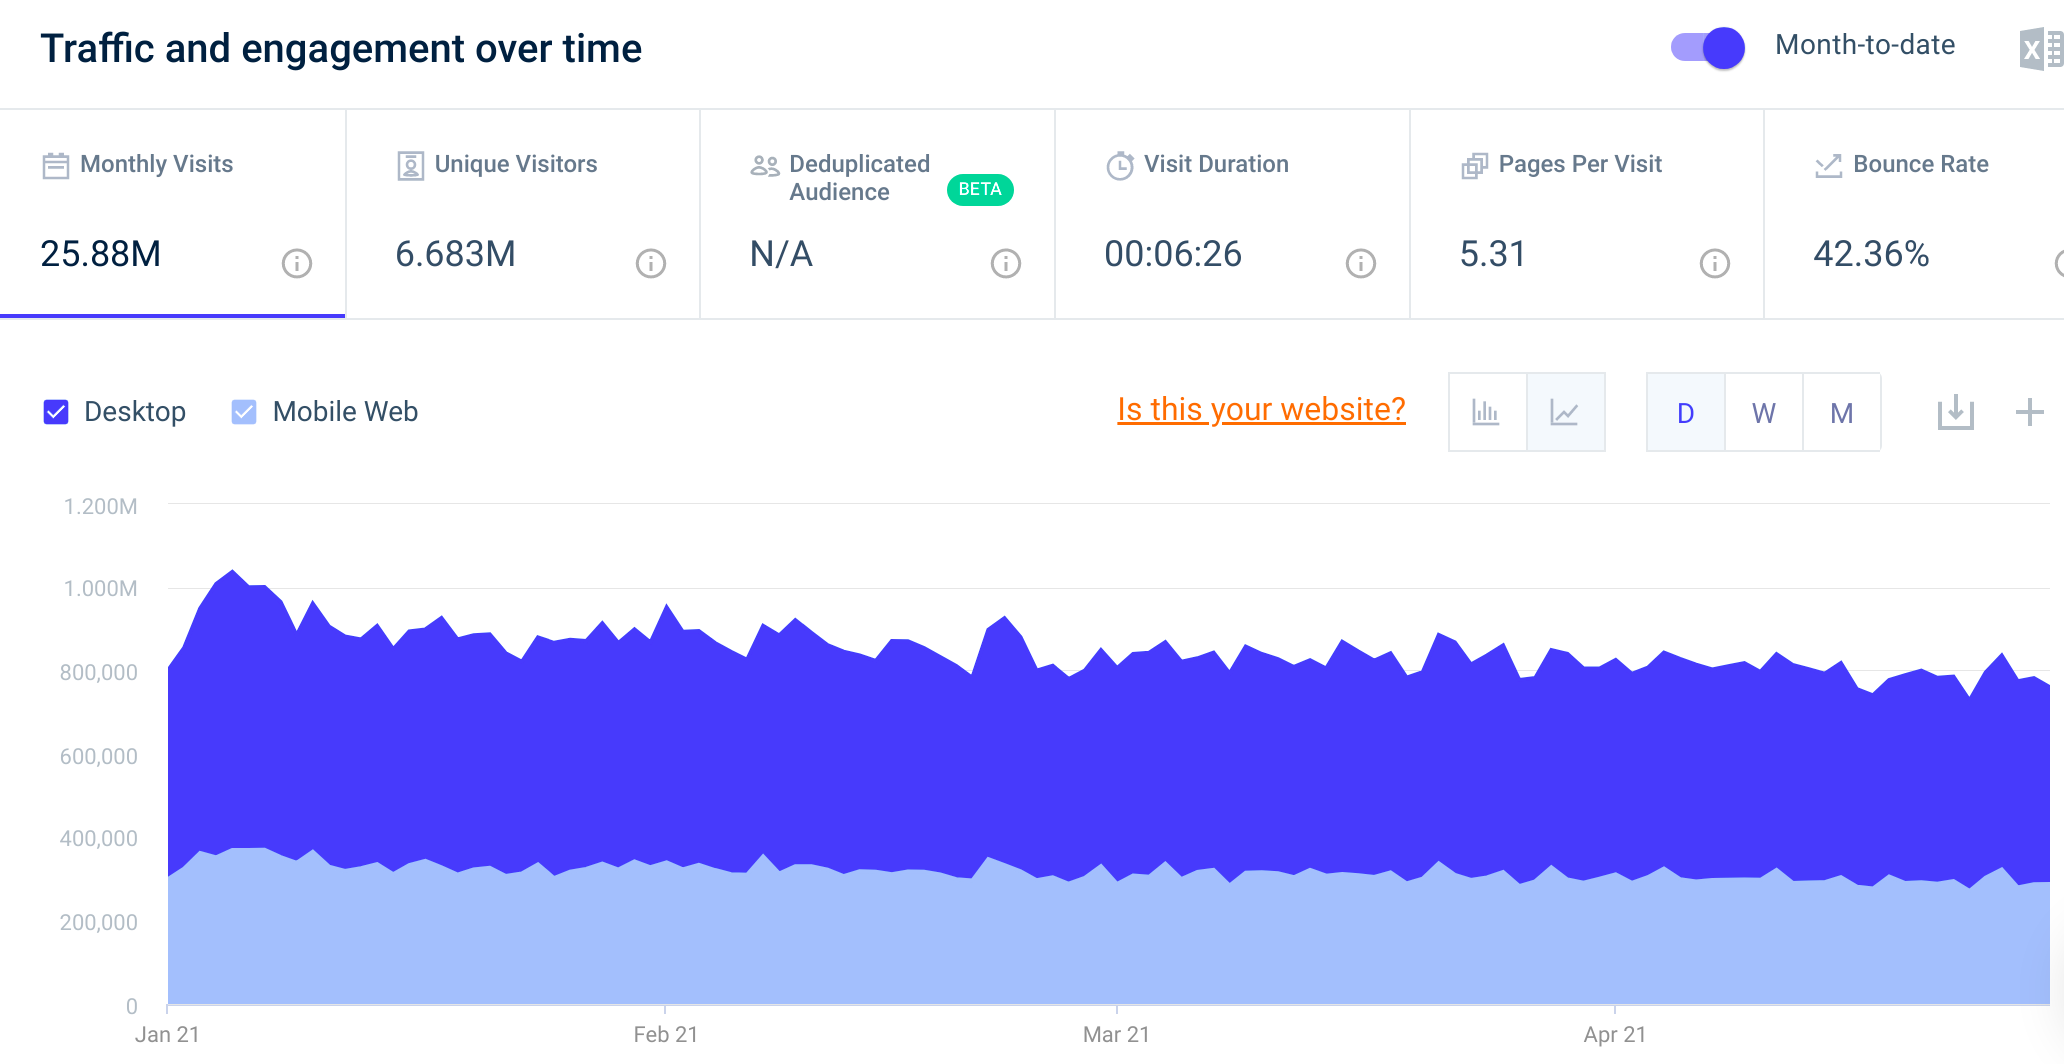 Traffic and engagement over time
Month-to-date
X
Monthly Visits
25.88M
Unique Visitors
6.683M
Deduplicated
Audience
BETA
N/A
Visit Duration
00:06:26
Pages Per Visit
5.31
Bounce Rate
42.36%
Desktop
Mobile Web
Is this your website?
D
W
M
1.200M
1.000M
800,000
600,000
400,000
200,000
0
Jan 21
Feb 21
Mar 21
Apr 21